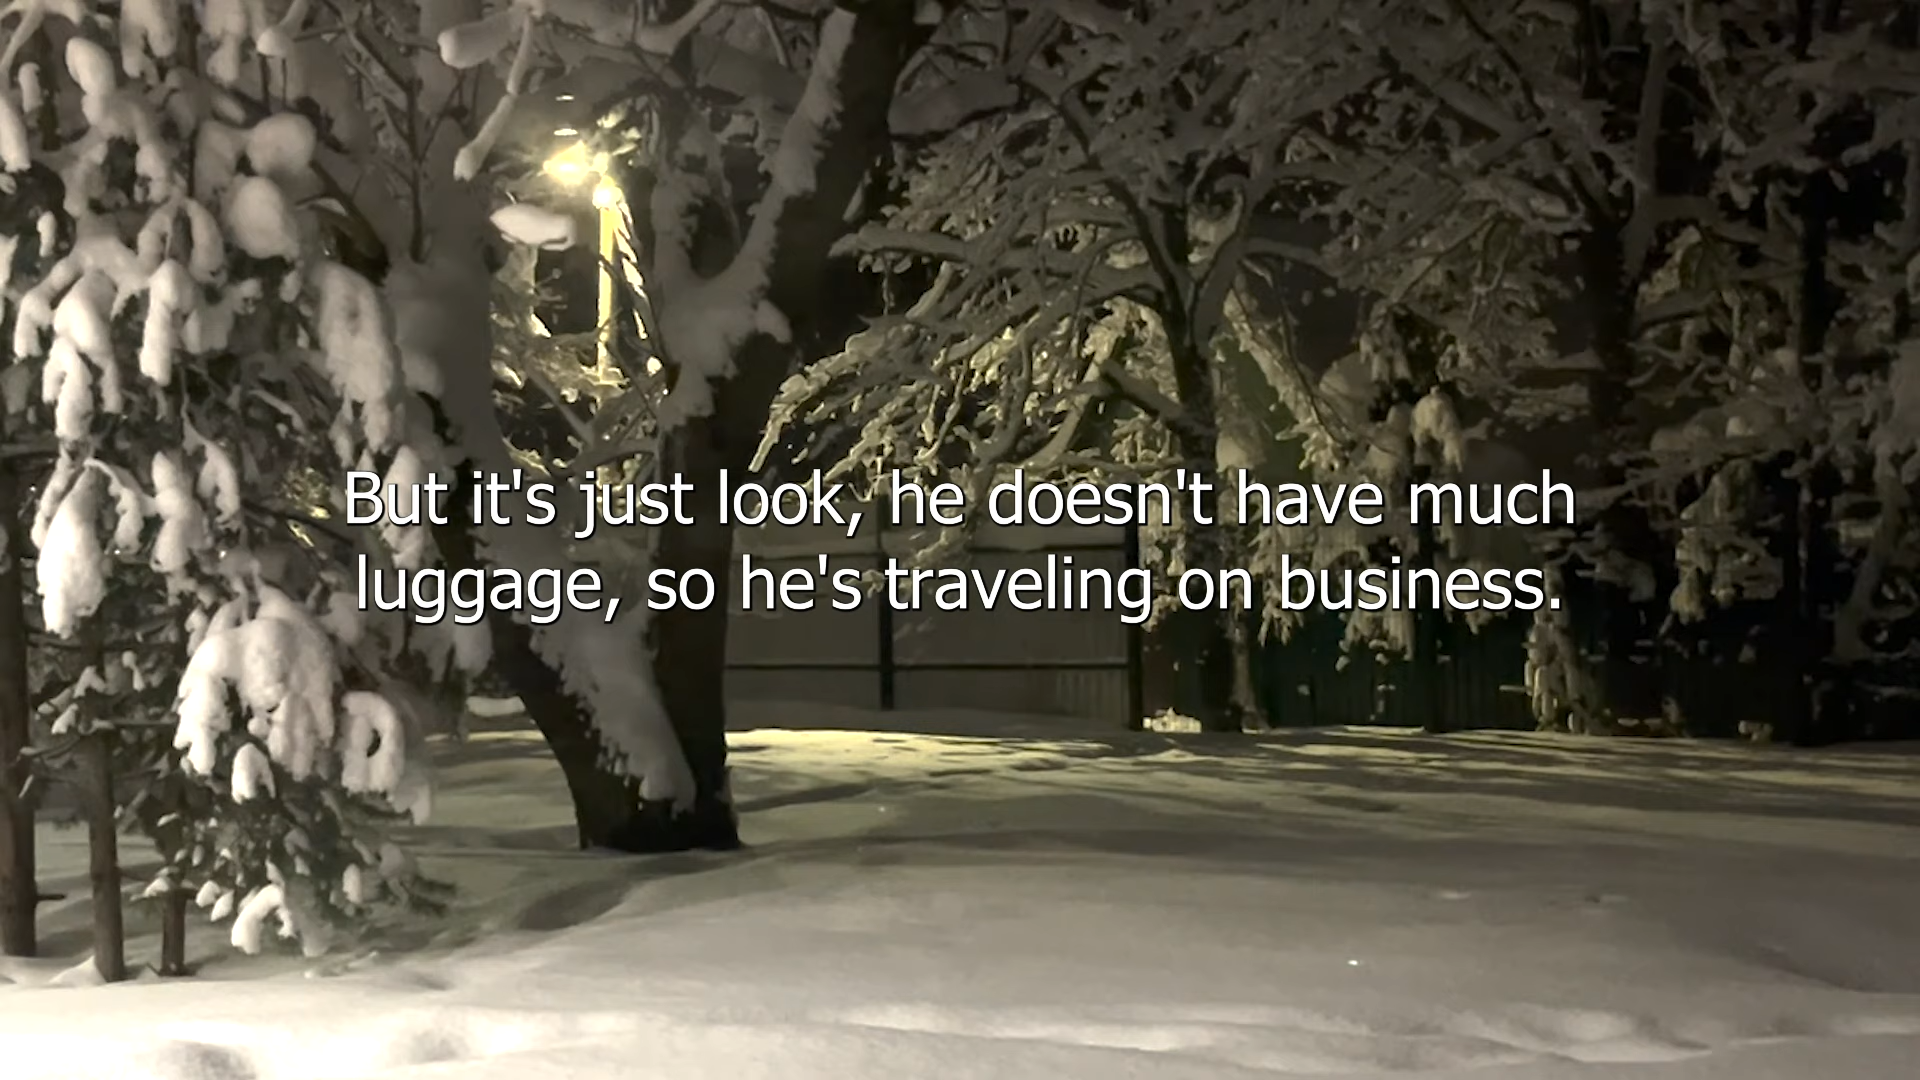 But it's just look, he doesn't have much
luggage, so he's traveling on business.